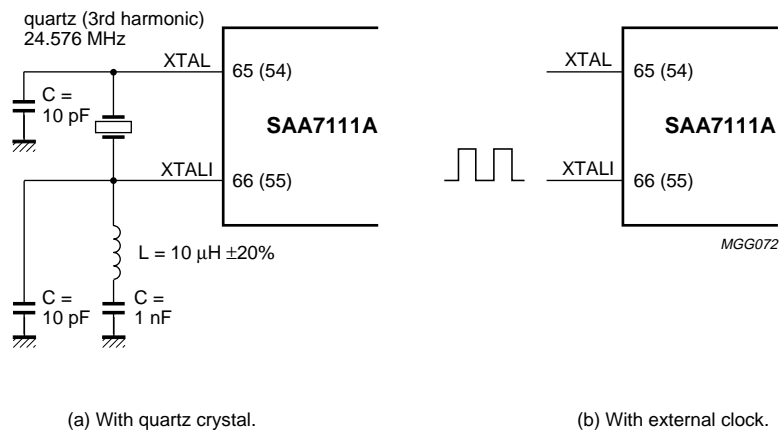 quartz (3rd harmonic)
24.576 MHz
XTAL
65 (54)
C =
10 pF
SAA7111A
XTALI
66 (55)
L = 10 μH ±20%
C =
10 pF
C =
1 nF
(a) With quartz crystal.
XTAL
65 (54)
SAA7111A
XTALI
66 (55)
MGG072
(b) With external clock.